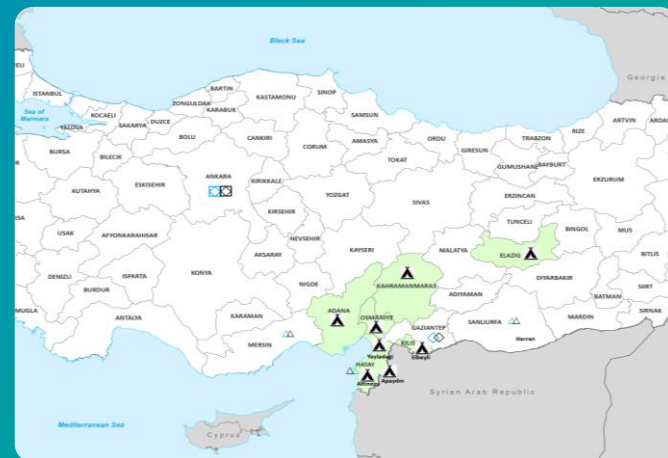 Black Sea
Georgia
ISTANBUL
Sea of
Marmara
YALOVA
KOCAELI
SAKARYA
DUZCE
ZONGULDAK
BARTIN
KARABUK
KASTAMONU
SINOP
SAMSUN
ORDU
GIRESUN
TRABZON
RIZE
ARTVIN
BOLU
CANKIRI
CORUM
AMASYA
TOKAT
GUMUSHANE
BAYBURT
BURSA
BILECIK
ESKISEHIR
ANKARA
KIRIKKALE
YOZGAT
SIVAS
ERZINCAN
ERZURUM
KUTAHYA
KIRSEHIR
TUNCELI
BINGOL
MUS
USAK
AFYONKARAHISAR
NEVSEHIR
AKSARAY
KAYSERI
MALATYA
ELAZIG
BITLIS
DENIZLI
ISPARTA
KONYA
NIGDE
KAHRAMANMARAS
ADIYAMAN
DIYARBAKIR
SIIRT
BURDUR
BATMAN
MUGLA
ANTALYA
KARAMAN
ADANA
OSMANIYE
GAZIANTEP
SANLIURFA
MARDIN
SIRNAK
MERSIN
KILIS
Harran
Yayladagi
Elbeyli
HATAY
Altinozu
Apaydin
Syrian Arab Republic
Mediterranean Sea
Cyprus